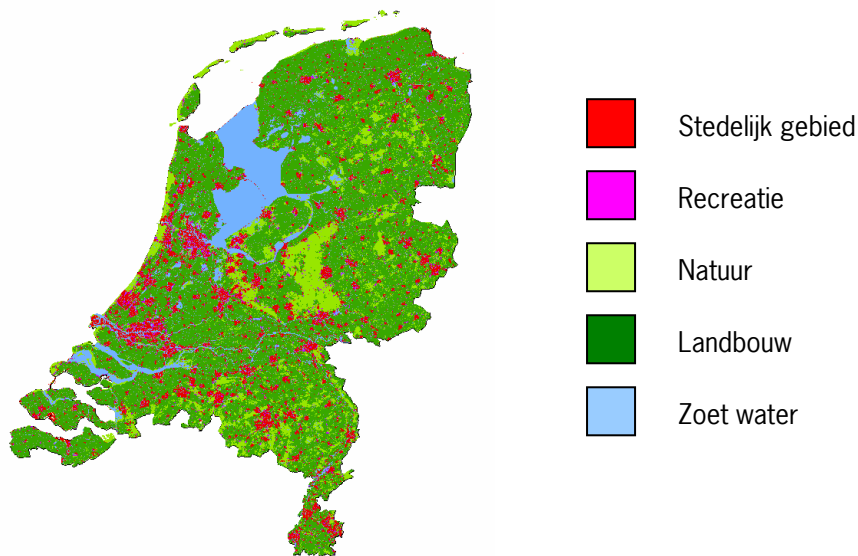 Stedelijk gebied
Recreatie
Natuur
Landbouw
Zoet water